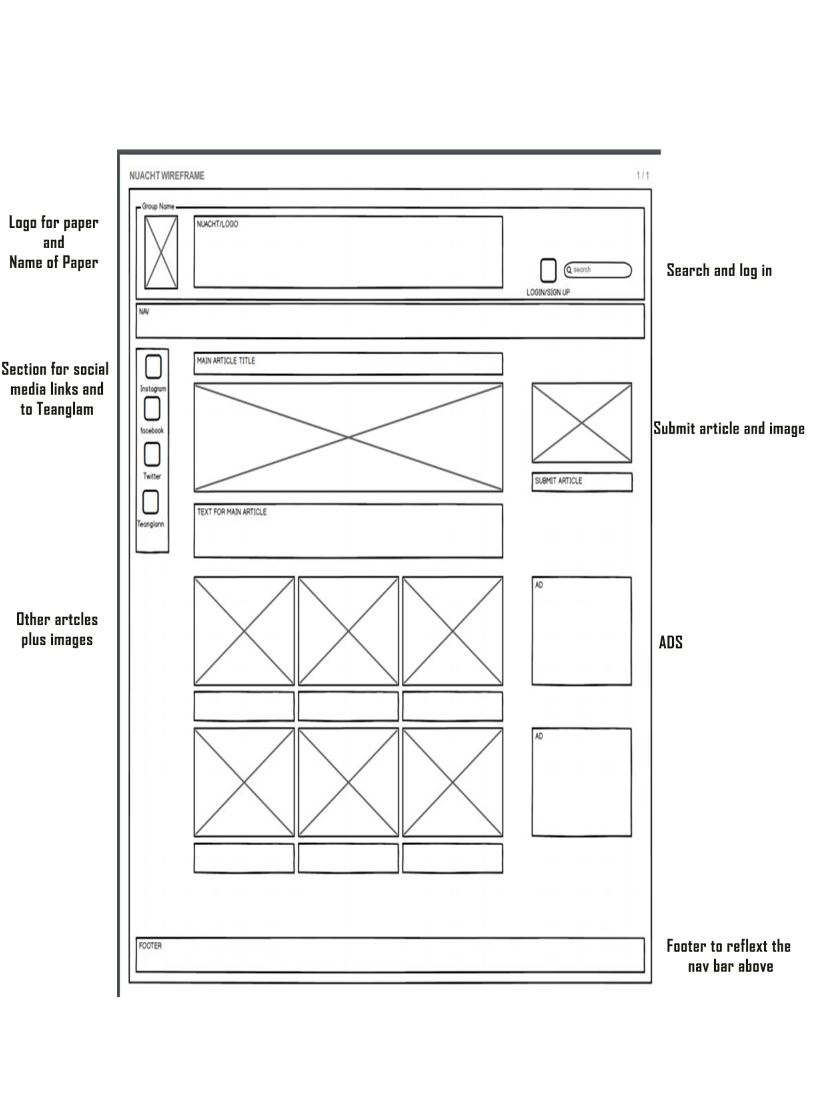 NUACHT WIREFRAME
1 / 1
Group Name
Logo for paper
and
Name of Paper
NUACHT/LOGO
search
LOGIN/SIGN UP
Search and log in
NAV
Section for social
media links and
to Teanglam
Instagram
facebook
Twitter
Teanglann
MAIN ARTICLE TITLE
Submit article and image
SUBMIT ARTICLE
TEXT FOR MAIN ARTICLE
Other artcles
plus images
AD
ADS
AD
FOOTER
Footer to reflext the
nav bar above